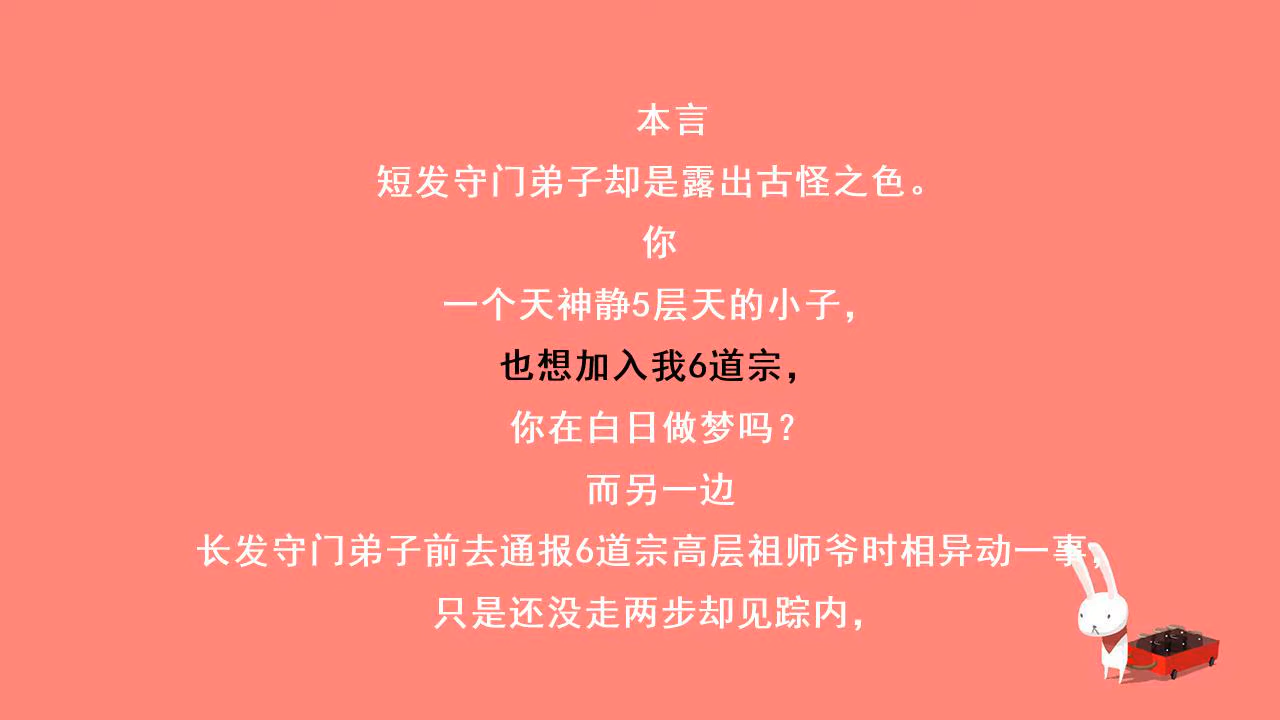 本言
短发守门弟子却是露出古怪之色。
你
一个天神静5层天的小子，
也想加入我6道宗，
你在白日做梦吗？
而另一边
长发守门弟子前去通报6道宗高层祖师爷时相异动一事，
只是还没走两步却见踪内，